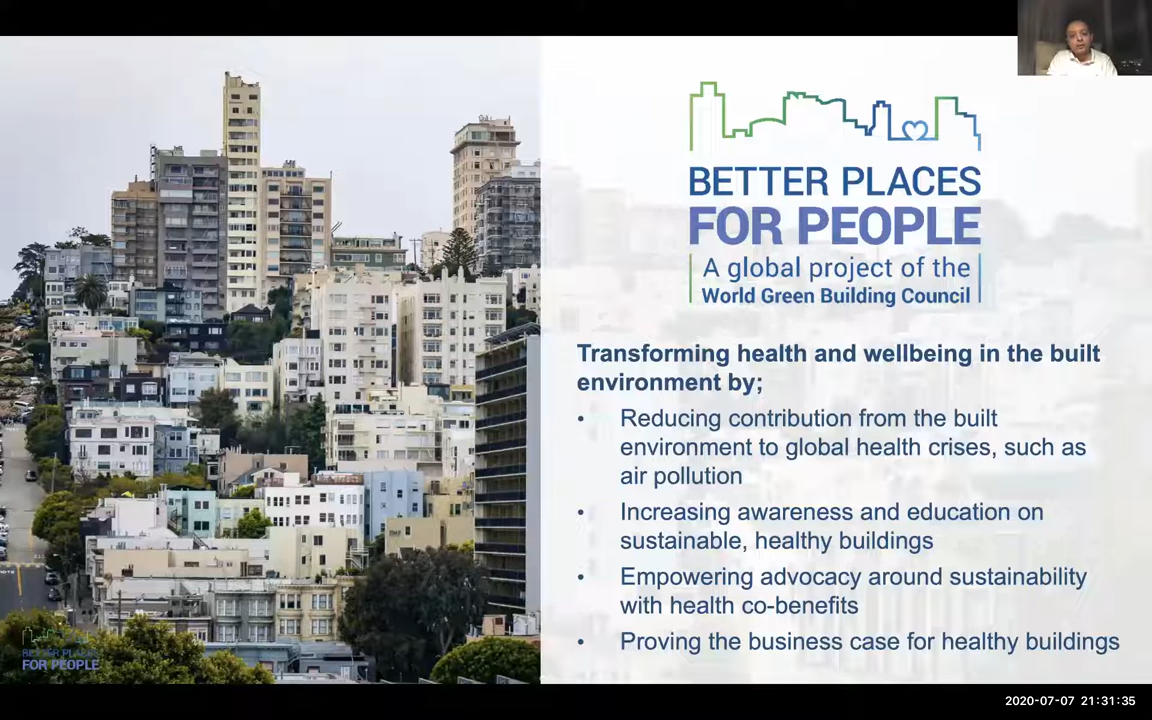 BETTER PLACES
FOR PEOPLE
A global project of the
World Green Building Council
Transforming health and wellbeing in the built
environment by;
• Reducing contribution from the built
environment to global health crises, such as
air pollution
• Increasing awareness and education on
sustainable, healthy buildings
• Empowering advocacy around sustainability
with health co-benefits
• Proving the business case for healthy buildings
BETTER PLACES
FOR PEOPLE
2020-07-07 21:31:35